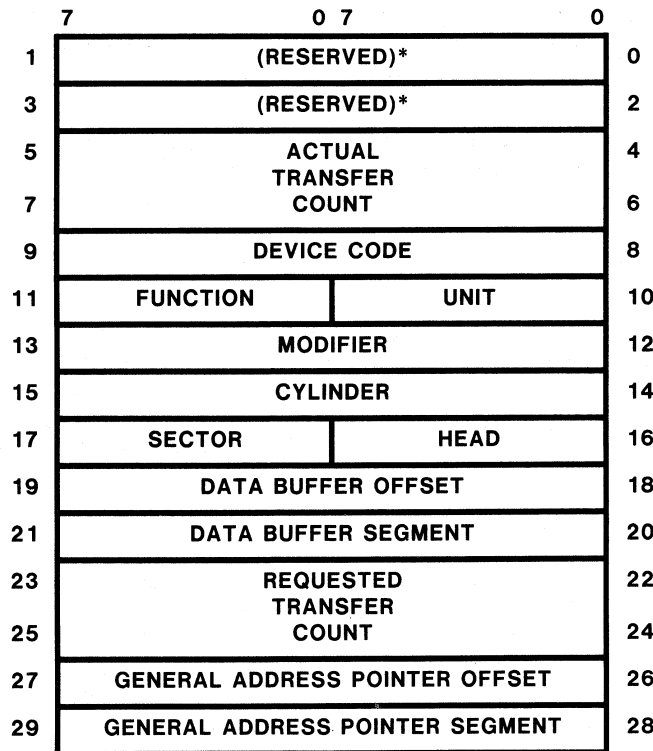 7 0 7 0
1 (RESERVED)* 0
3 (RESERVED)* 2
5 ACTUAL 4
TRANSFER
7 COUNT 6
9 DEVICE CODE 8
11 FUNCTION UNIT 10
13 MODIFIER 12
15 CYLINDER 14
17 SECTOR HEAD 16
19 DATA BUFFER OFFSET 18
21 DATA BUFFER SEGMENT 20
23 REQUESTED 22
TRANSFER
25 COUNT 24
27 GENERAL ADDRESS POINTER OFFSET 26
29 GENERAL ADDRESS POINTER SEGMENT 28